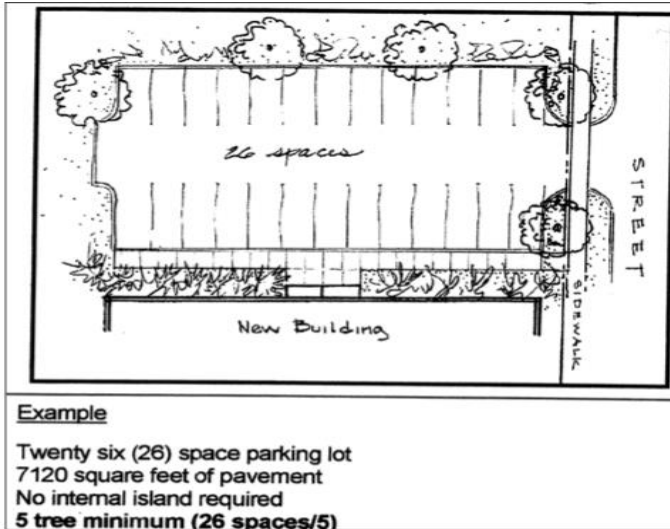 26 spaces
STREET
SIDEWALK
New Building
Example
Twenty six (26) space parking lot
7120 square feet of pavement
No internal island required
5 tree minimum (26 spaces/5)